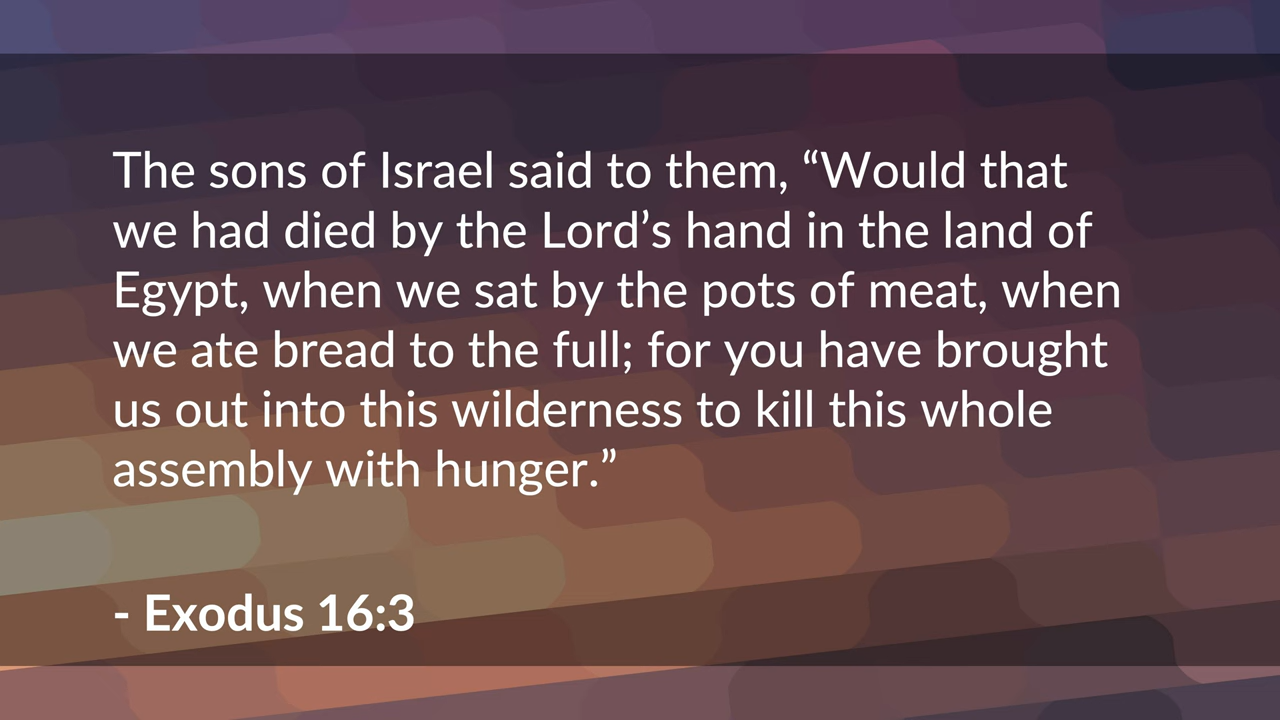 The sons of Israel said to them, “Would that
we had died by the Lord’s hand in the land of
Egypt, when we sat by the pots of meat, when
we ate bread to the full; for you have brought
us out into this wilderness to kill this whole
assembly with hunger.”
- Exodus 16:3